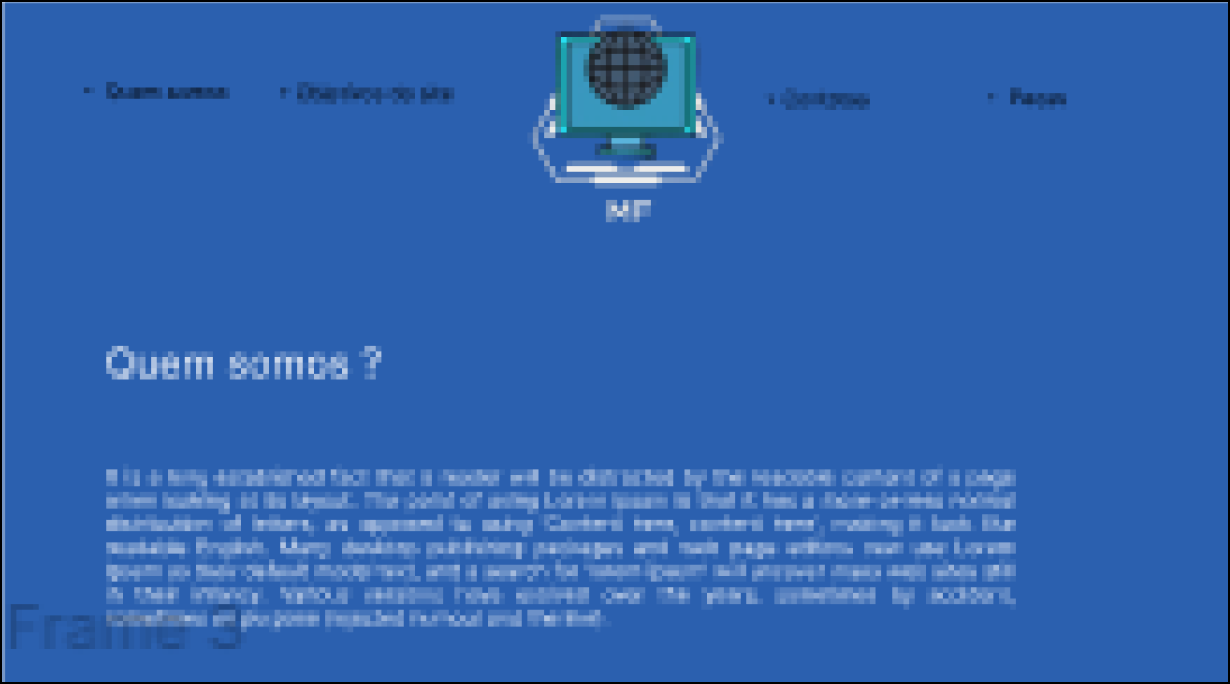 Quem somos
Objetivos do site
Contatos
MF
Quem somos ?
It is a long established fact that a reader will be distracted by the readable content of a page
when looking at its layout. The point of using Lorem Ipsum is that it has a more-or-less normal
distribution of letters, as opposed to using 'Content here, content here', making it look like
readable English. Many desktop publishing packages and web page editors now use Lorem
Ipsum as their default model text, and a search for 'lorem ipsum' will uncover many web sites still
in their infancy. Various versions have evolved over the years, sometimes by accident,
sometimes on purpose (injected humour and the like).
Frame 3